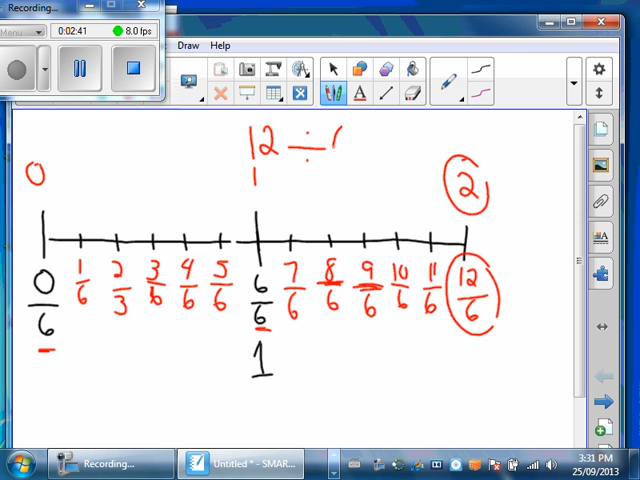 Recording...
Menu 0:02:41 8.0 fps
Draw Help
A
12 ÷
0 1 2
0/6 1/6 2/3 3/6 4/6 5/6 6/6 7/6 8/6 9/6 10/6 11/6 12/6
1
Recording... Untitled * - SMAR... 3:31 PM
25/09/2013